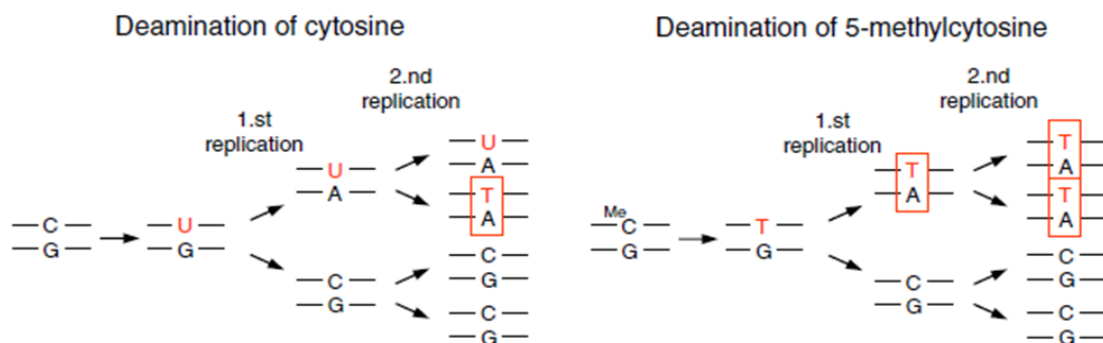 Deamination of cytosine
2.nd
replication
1.st
replication
U
A
U
A
T
A
C
G
U
G
C
G
C
G
C
G
Deamination of 5-methylcytosine
2.nd
replication
1.st
replication
T
A
T
A
T
A
Me
C
G
T
G
C
G
C
G
C
G